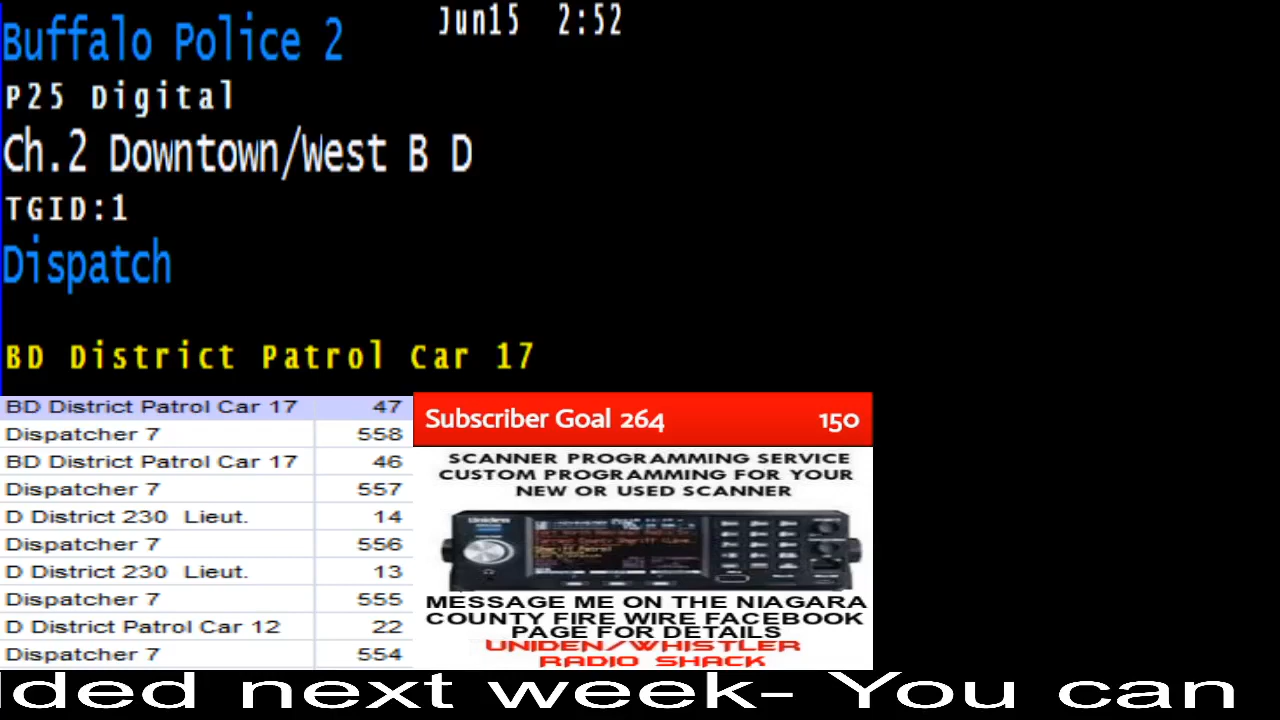 Buffalo Police 2
Jun15 2:52
P25 Digital
Ch.2 Downtown/West B D
TGID:1
Dispatch
BD District Patrol Car 17
BD District Patrol Car 17 47
Dispatcher 7 558
BD District Patrol Car 17 46
Dispatcher 7 557
D District 230 Lieut. 14
Dispatcher 7 556
D District 230 Lieut. 13
Dispatcher 7 555
D District Patrol Car 12 22
Dispatcher 7 554
Subscriber Goal 264 150
SCANNER PROGRAMMING SERVICE
CUSTOM PROGRAMMING FOR YOUR
NEW OR USED SCANNER
Uniden
MESSAGE ME ON THE NIAGARA
COUNTY FIRE WIRE FACEBOOK
PAGE FOR DETAILS
UNIDEN/WHISTLER
RADIO SHACK
lded next week- You can